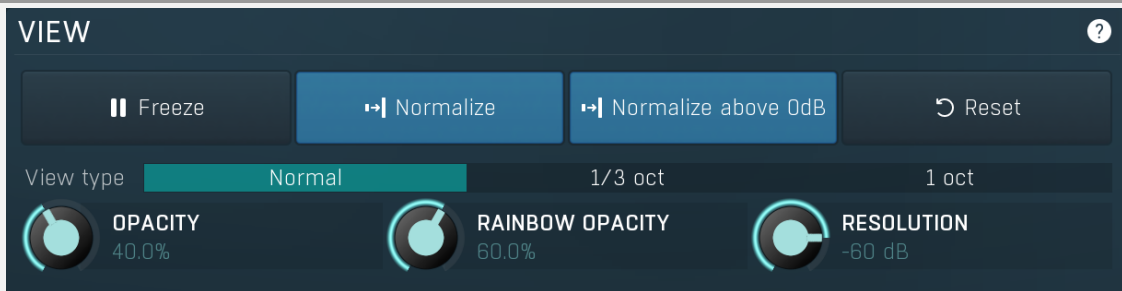 VIEW ?
Freeze Normalize Normalize above 0dB Reset
View type Normal 1/3 oct 1 oct
OPACITY RAINBOW OPACITY RESOLUTION
40.0% 60.0% -60 dB